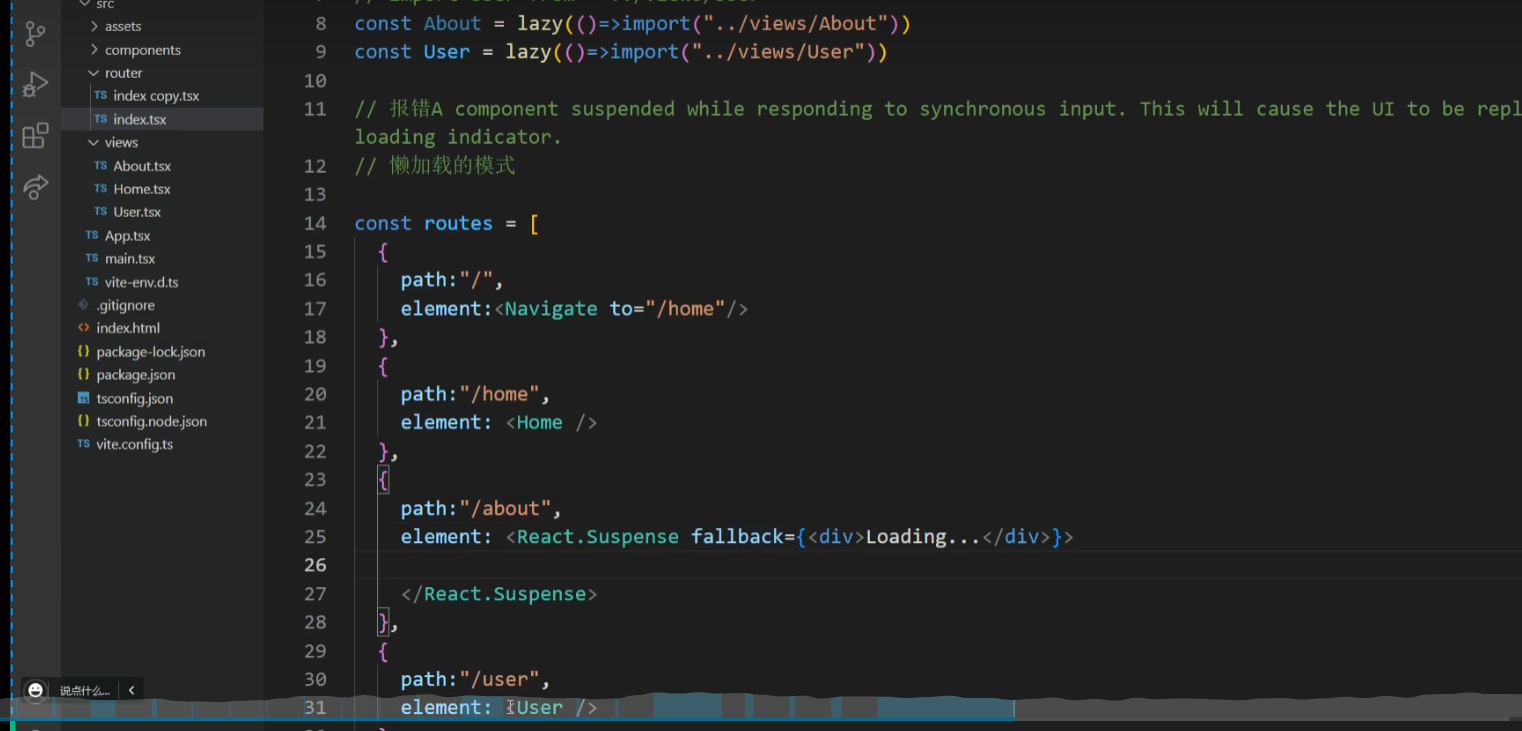 src
assets
components
router
TS index copy.tsx
TS index.tsx
views
TS About.tsx
TS Home.tsx
TS User.tsx
TS App.tsx
TS main.tsx
TS vite-env.d.ts
.gitignore
<> index.html
{} package-lock.json
{} package.json
TS tsconfig.json
{} tsconfig.node.json
TS vite.config.ts
说点什么...
8 const About = lazy(()=>import("../views/About"))
9 const User = lazy(()=>import("../views/User"))
10
11 // 报错A component suspended while responding to synchronous input. This will cause the UI to be repl
loading indicator.
12 // 懒加载的模式
13
14 const routes = [
15 {
16 path:"/",
17 element:<Navigate to="/home"/>
18 },
19 {
20 path:"/home",
21 element: <Home />
22 },
23 {
24 path:"/about",
25 element: <React.Suspense fallback={<div>Loading...</div>}>
26
27 </React.Suspense>
28 },
29 {
30 path:"/user",
31 element: <User />